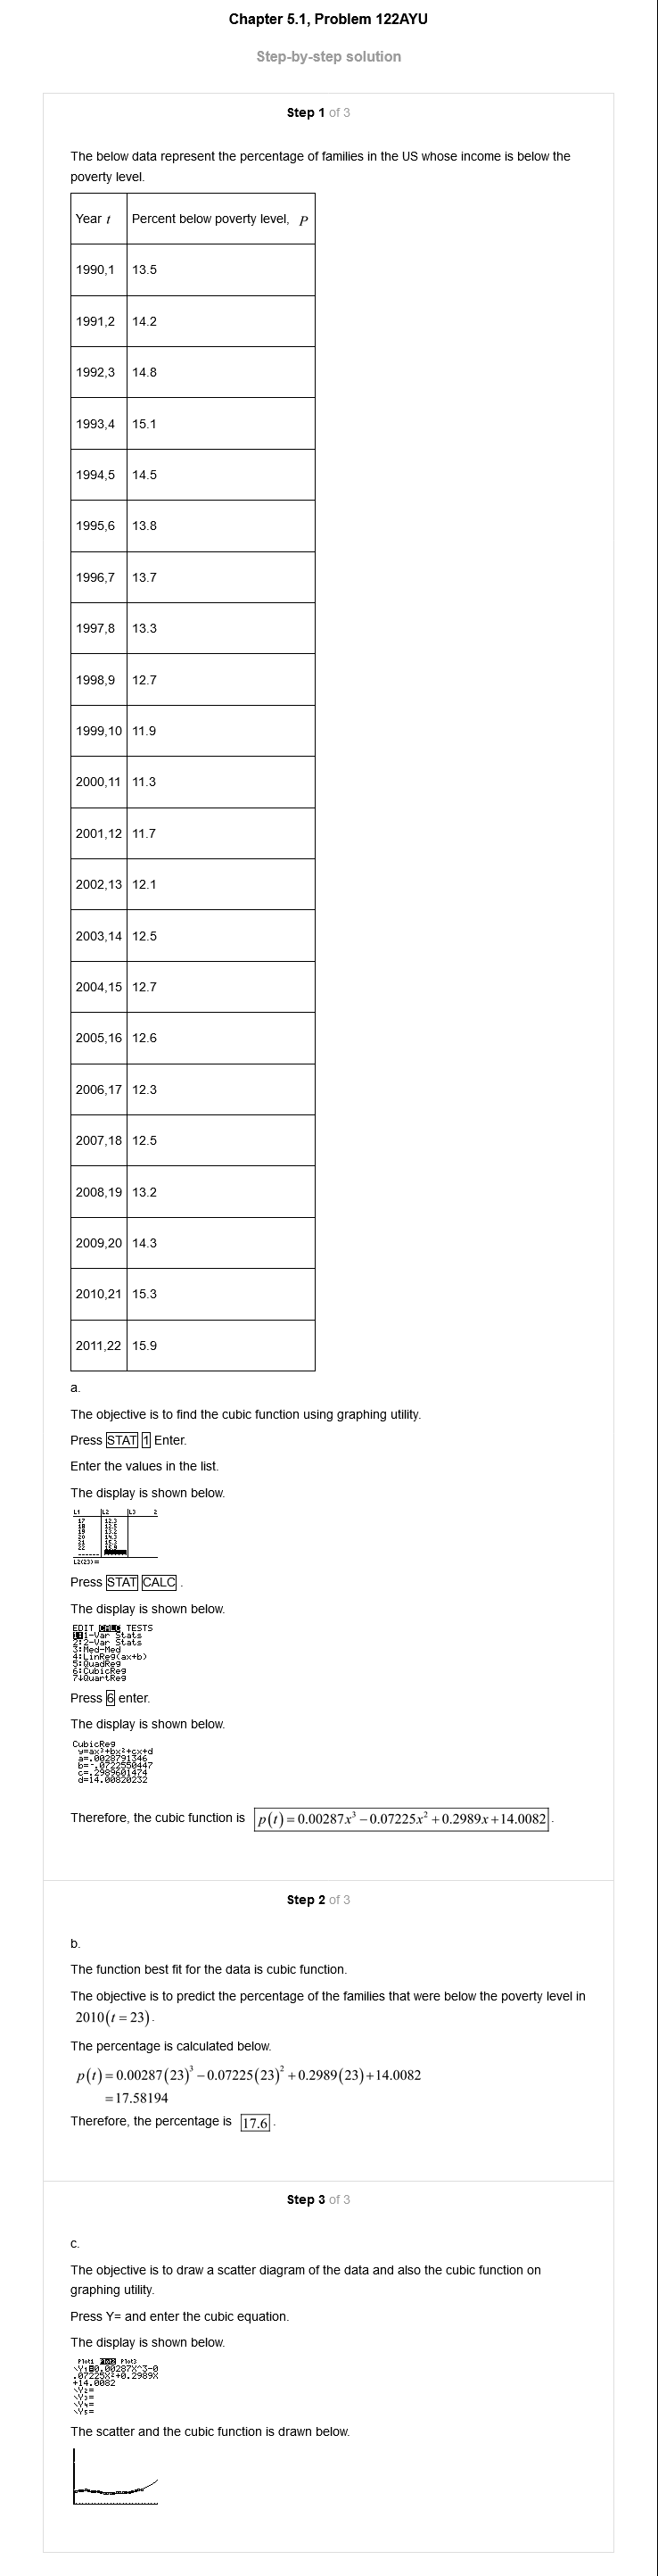 Chapter 5.1, Problem 122AYU
Step-by-step solution
Step 1 of 3
The below data represent the percentage of families in the US whose income is below the
poverty level.
Year t Percent below poverty level, P
1990,1 13.5
1991,2 14.2
1992,3 14.8
1993,4 15.1
1994,5 14.5
1995,6 13.8
1996,7 13.7
1997,8 13.3
1998,9 12.7
1999,10 11.9
2000,11 11.3
2001,12 11.7
2002,13 12.1
2003,14 12.5
2004,15 12.7
2005,16 12.6
2006,17 12.3
2007,18 12.5
2008,19 13.2
2009,20 14.3
2010,21 15.3
2011,22 15.9
a.
The objective is to find the cubic function using graphing utility.
Press STAT 1 Enter.
Enter the values in the list.
The display is shown below.
L1 L2 L3 2
17 12.3
18 12.5
19 13.2
20 14.3
21 15.3
22 15.9
L2(23)=
Press STAT CALC .
The display is shown below.
EDIT CALC TESTS
1:1-Var Stats
2:2-Var Stats
3:Med-Med
4:LinReg(ax+b)
5:QuadReg
6:CubicReg
7↓QuartReg
Press 6 enter.
The display is shown below.
CubicReg
y=ax³+bx²+cx+d
a=.0028791346
b=-.0722550447
c=.2989601474
d=14.00820232
Therefore, the cubic function is p(t) = 0.00287x³ − 0.07225x² + 0.2989x + 14.0082 .
Step 2 of 3
b.
The function best fit for the data is cubic function.
The objective is to predict the percentage of the families that were below the poverty level in
2010(t = 23).
The percentage is calculated below.
p(t) = 0.00287(23)³ − 0.07225(23)² + 0.2989(23) + 14.0082
= 17.58194
Therefore, the percentage is 17.6 .
Step 3 of 3
c.
The objective is to draw a scatter diagram of the data and also the cubic function on
graphing utility.
Press Y= and enter the cubic equation.
The display is shown below.
Plot1 Plot2 Plot3
\Y1=0.00287X^3-0
.07225X²+0.2989X
+14.0082
\Y2=
\Y3=
\Y4=
\Y5=
The scatter and the cubic function is drawn below.